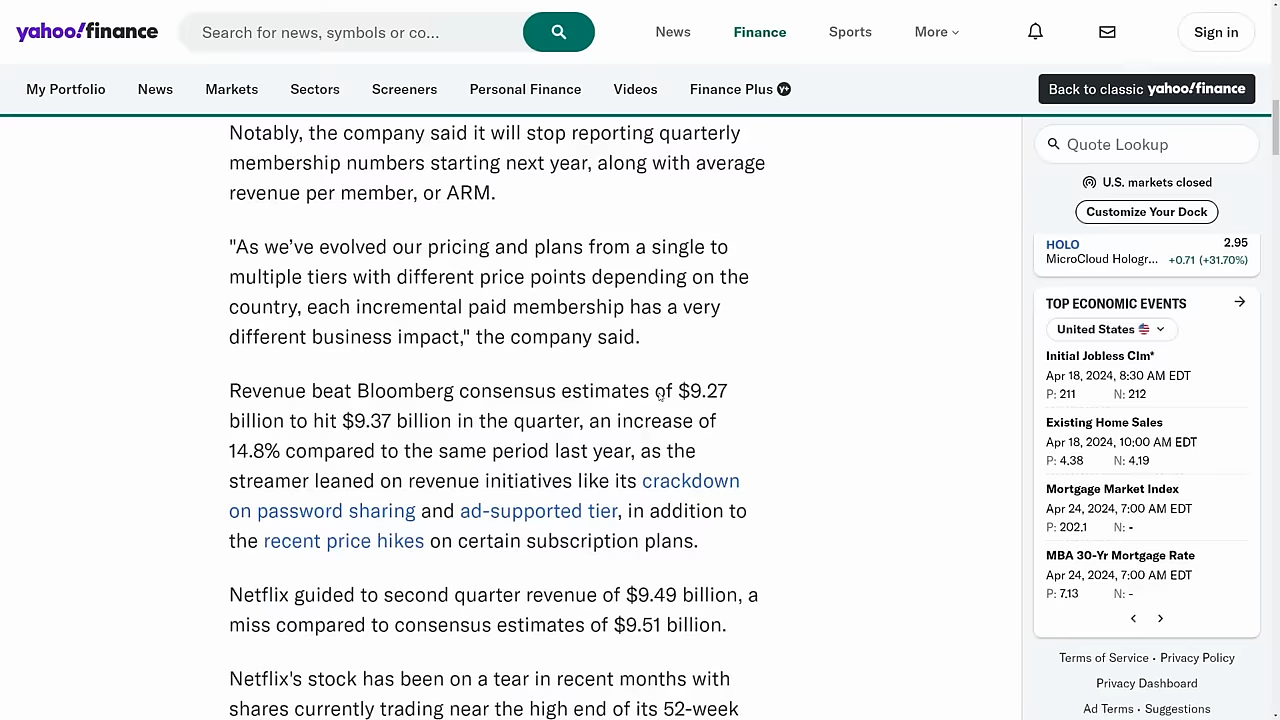 yahoo!finance
Search for news, symbols or co...
News
Finance
Sports
More
Sign in
My Portfolio
News
Markets
Sectors
Screeners
Personal Finance
Videos
Finance Plus Y+
Back to classic yahoo!finance
Notably, the company said it will stop reporting quarterly
membership numbers starting next year, along with average
revenue per member, or ARM.
"As we’ve evolved our pricing and plans from a single to
multiple tiers with different price points depending on the
country, each incremental paid membership has a very
different business impact," the company said.
Revenue beat Bloomberg consensus estimates of $9.27
billion to hit $9.37 billion in the quarter, an increase of
14.8% compared to the same period last year, as the
streamer leaned on revenue initiatives like its crackdown
on password sharing and ad-supported tier, in addition to
the recent price hikes on certain subscription plans.
Netflix guided to second quarter revenue of $9.49 billion, a
miss compared to consensus estimates of $9.51 billion.
Netflix's stock has been on a tear in recent months with
shares currently trading near the high end of its 52-week
Quote Lookup
U.S. markets closed
Customize Your Dock
HOLO 2.95
MicroCloud Hologr... +0.71 (+31.70%)
TOP ECONOMIC EVENTS
United States
Initial Jobless Clm*
Apr 18, 2024, 8:30 AM EDT
P: 211 N: 212
Existing Home Sales
Apr 18, 2024, 10:00 AM EDT
P: 4.38 N: 4.19
Mortgage Market Index
Apr 24, 2024, 7:00 AM EDT
P: 202.1 N: -
MBA 30-Yr Mortgage Rate
Apr 24, 2024, 7:00 AM EDT
P: 7.13 N: -
Terms of Service • Privacy Policy
Privacy Dashboard
Ad Terms • Suggestions